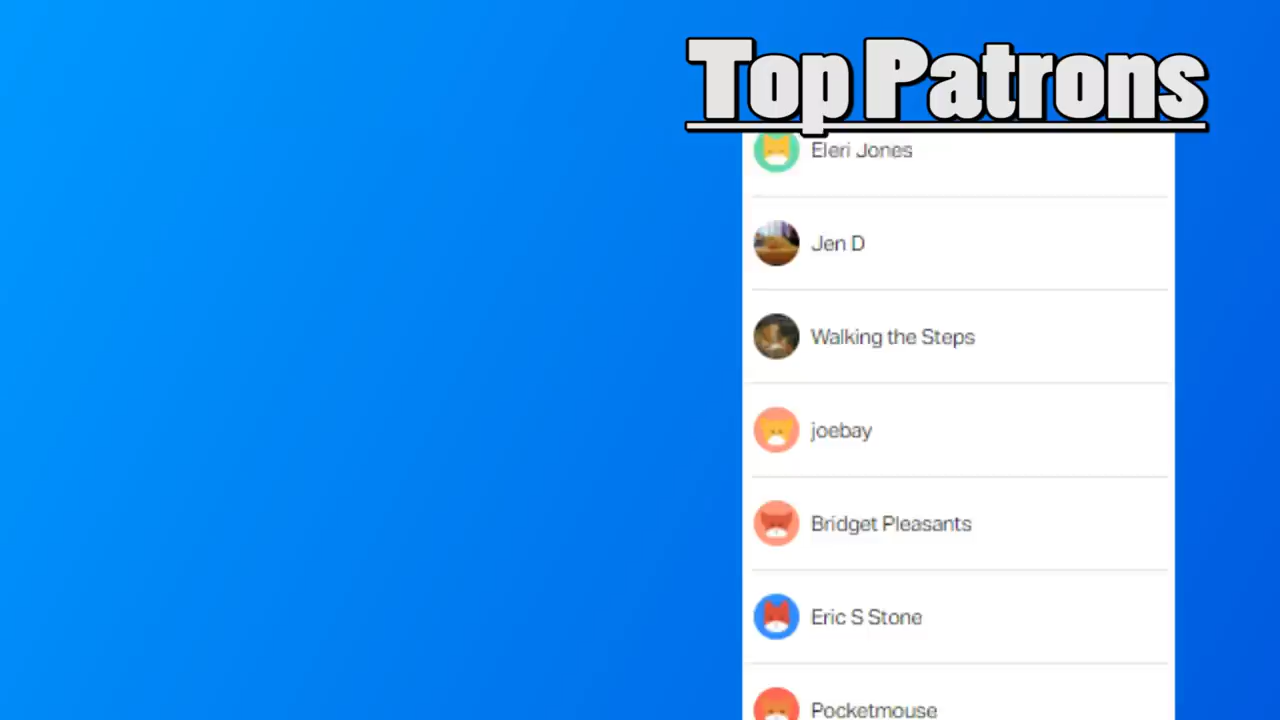 Top Patrons
Eleri Jones
Jen D
Walking the Steps
joebay
Bridget Pleasants
Eric S Stone
Pocketmouse